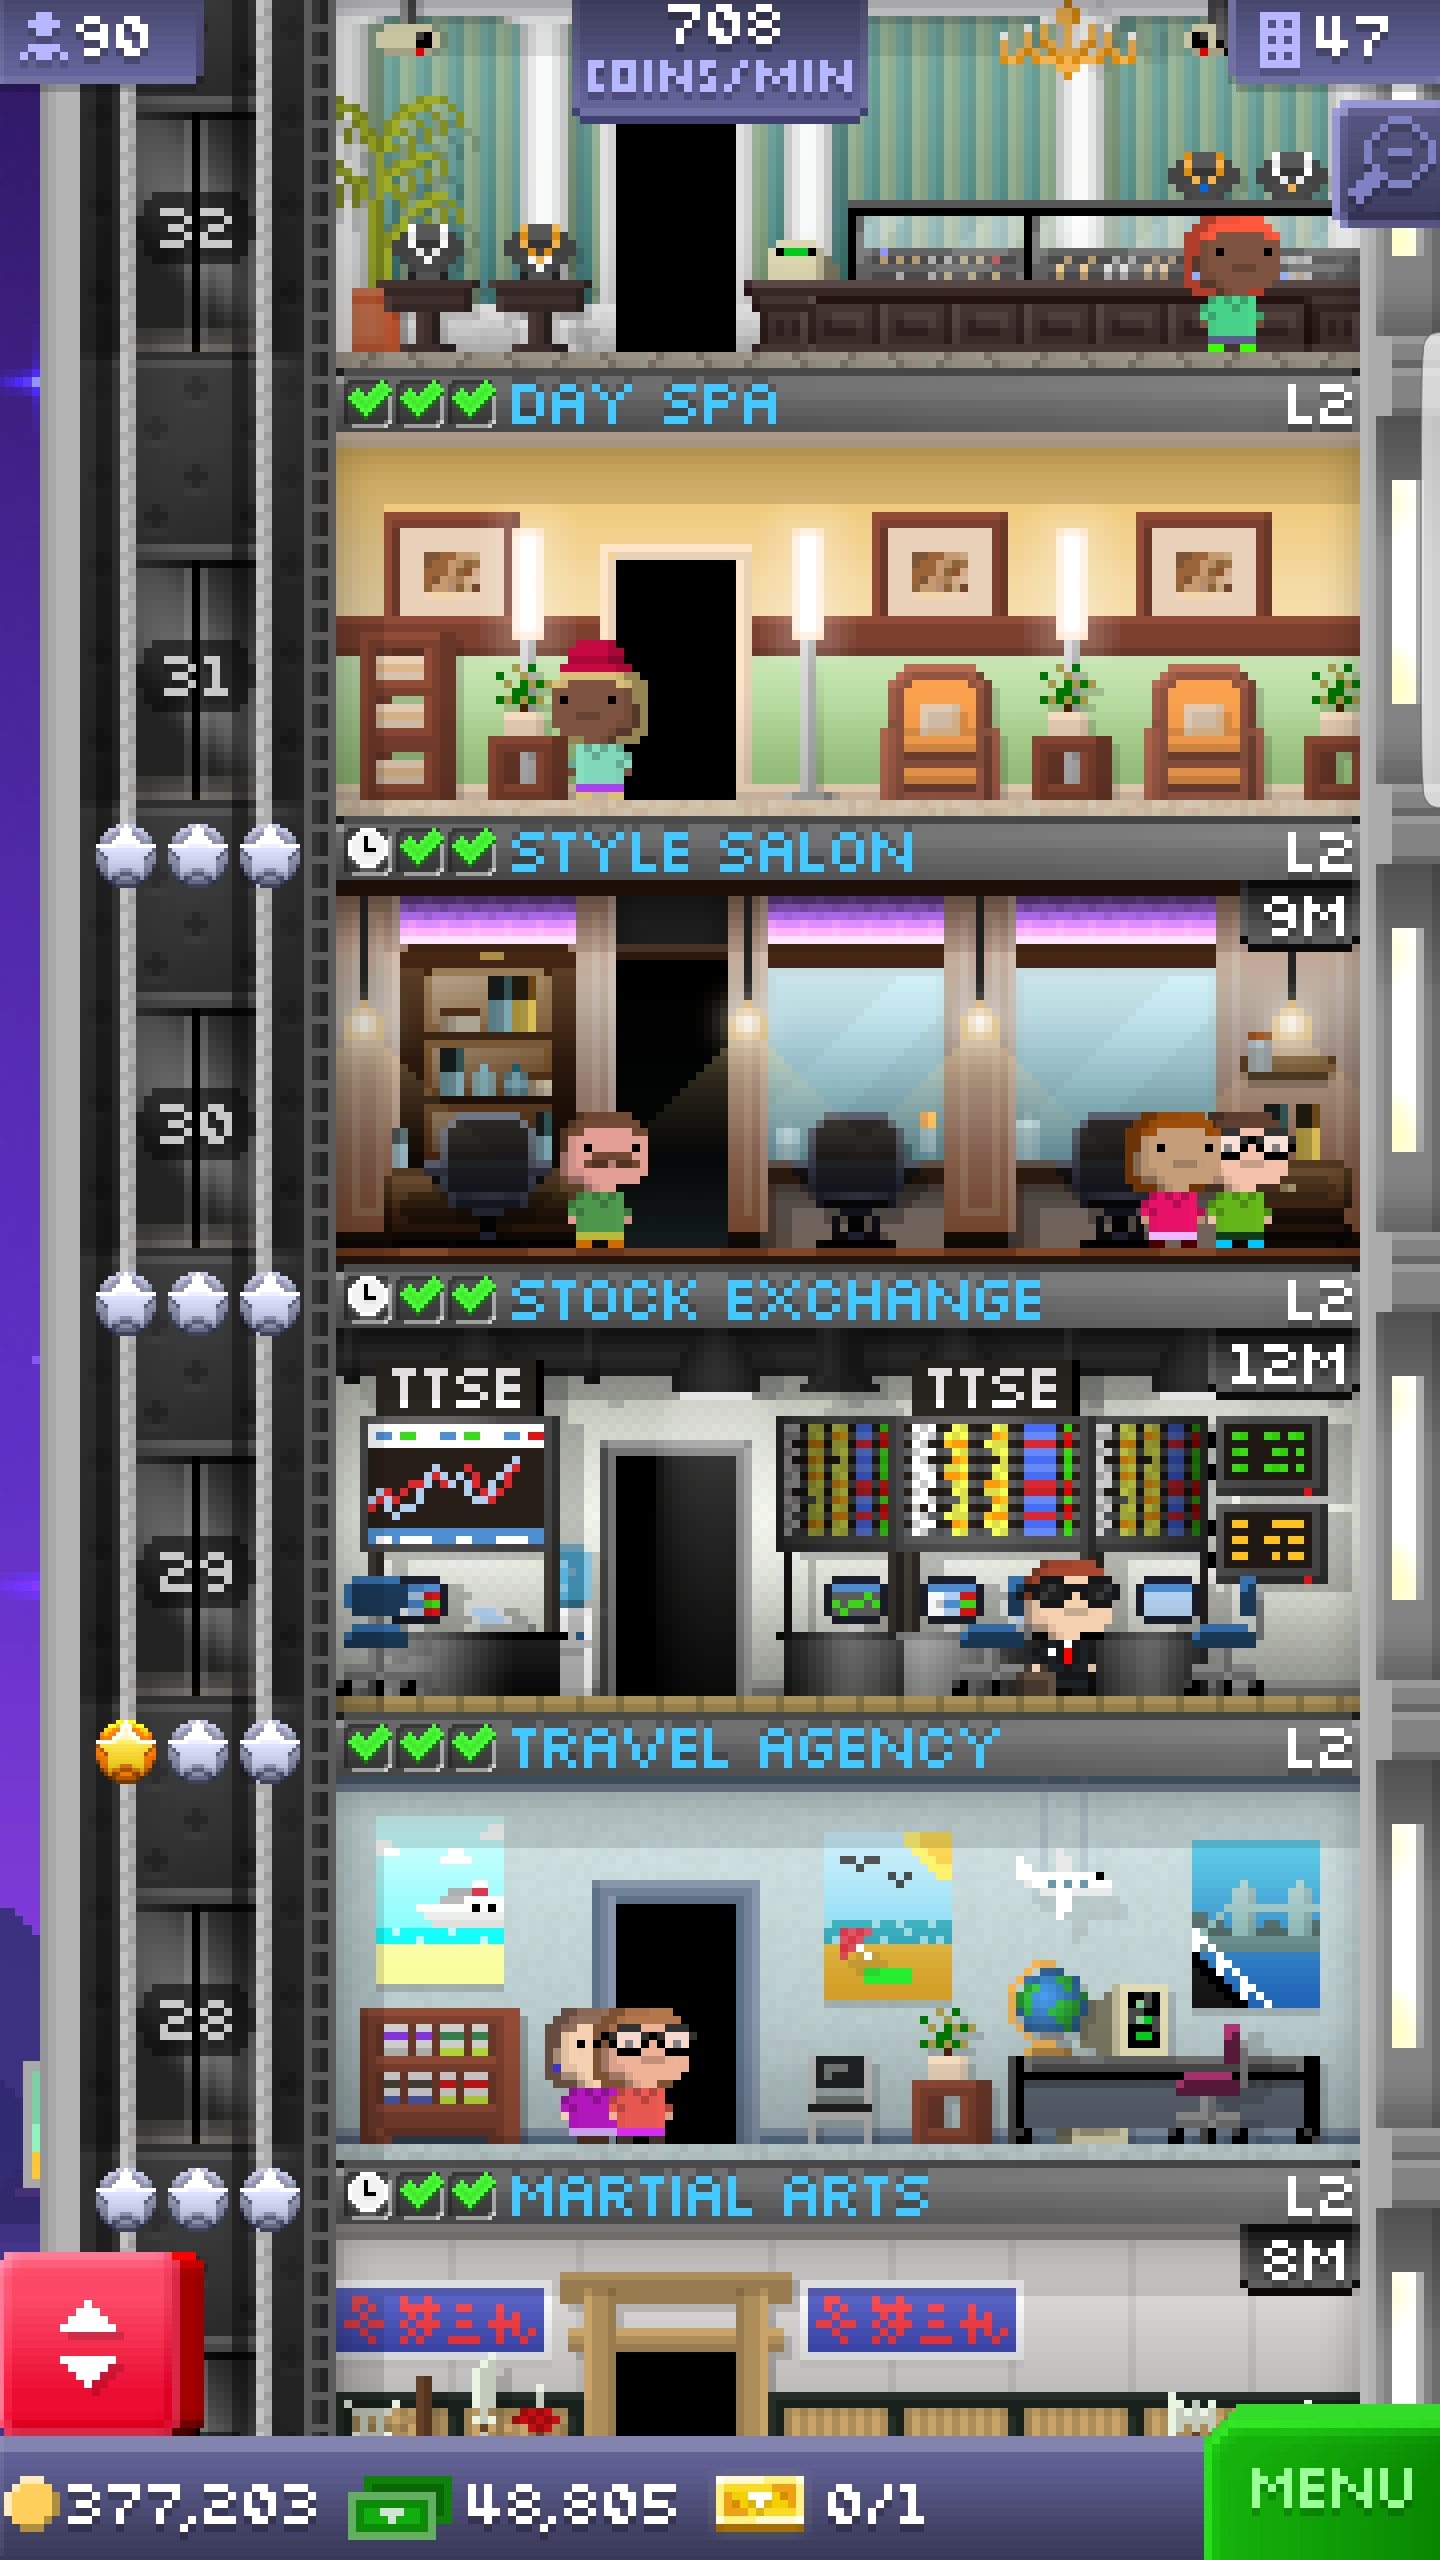 90
708
COINS/MIN
47
32
DAY SPA L2
31
STYLE SALON L2
9M
30
STOCK EXCHANGE L2
12M
TTSE TTSE
29
TRAVEL AGENCY L2
28
MARTIAL ARTS L2
8M
377,203 48,805 0/1
MENU